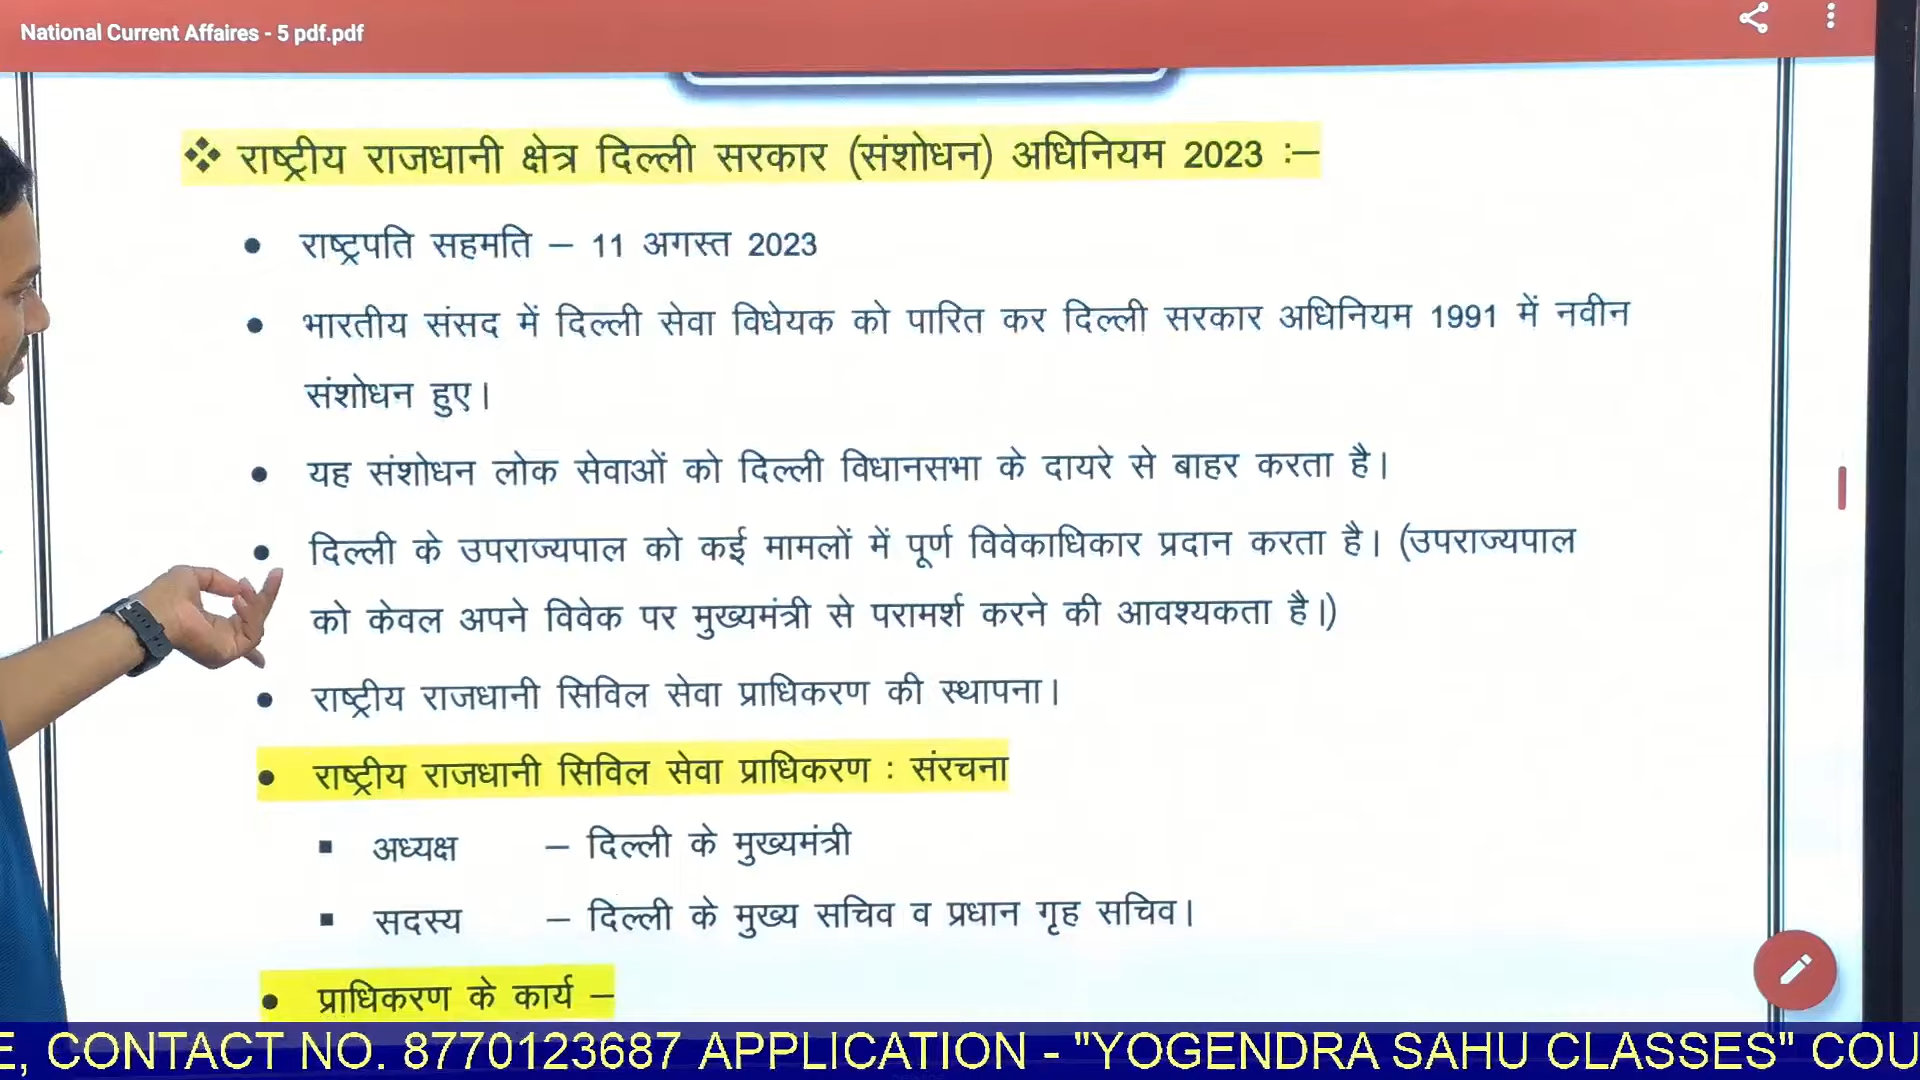 National Current Affaires - 5 pdf.pdf
❖ राष्ट्रीय राजधानी क्षेत्र दिल्ली सरकार (संशोधन) अधिनियम 2023 :–
• राष्ट्रपति सहमति – 11 अगस्त 2023
• भारतीय संसद में दिल्ली सेवा विधेयक को पारित कर दिल्ली सरकार अधिनियम 1991 में नवीन
संशोधन हुए।
• यह संशोधन लोक सेवाओं को दिल्ली विधानसभा के दायरे से बाहर करता है।
• दिल्ली के उपराज्यपाल को कई मामलों में पूर्ण विवेकाधिकार प्रदान करता है। (उपराज्यपाल
को केवल अपने विवेक पर मुख्यमंत्री से परामर्श करने की आवश्यकता है।)
• राष्ट्रीय राजधानी सिविल सेवा प्राधिकरण की स्थापना।
• राष्ट्रीय राजधानी सिविल सेवा प्राधिकरण : संरचना
▪ अध्यक्ष – दिल्ली के मुख्यमंत्री
▪ सदस्य – दिल्ली के मुख्य सचिव व प्रधान गृह सचिव।
• प्राधिकरण के कार्य –
E, CONTACT NO. 8770123687 APPLICATION - "YOGENDRA SAHU CLASSES" COU